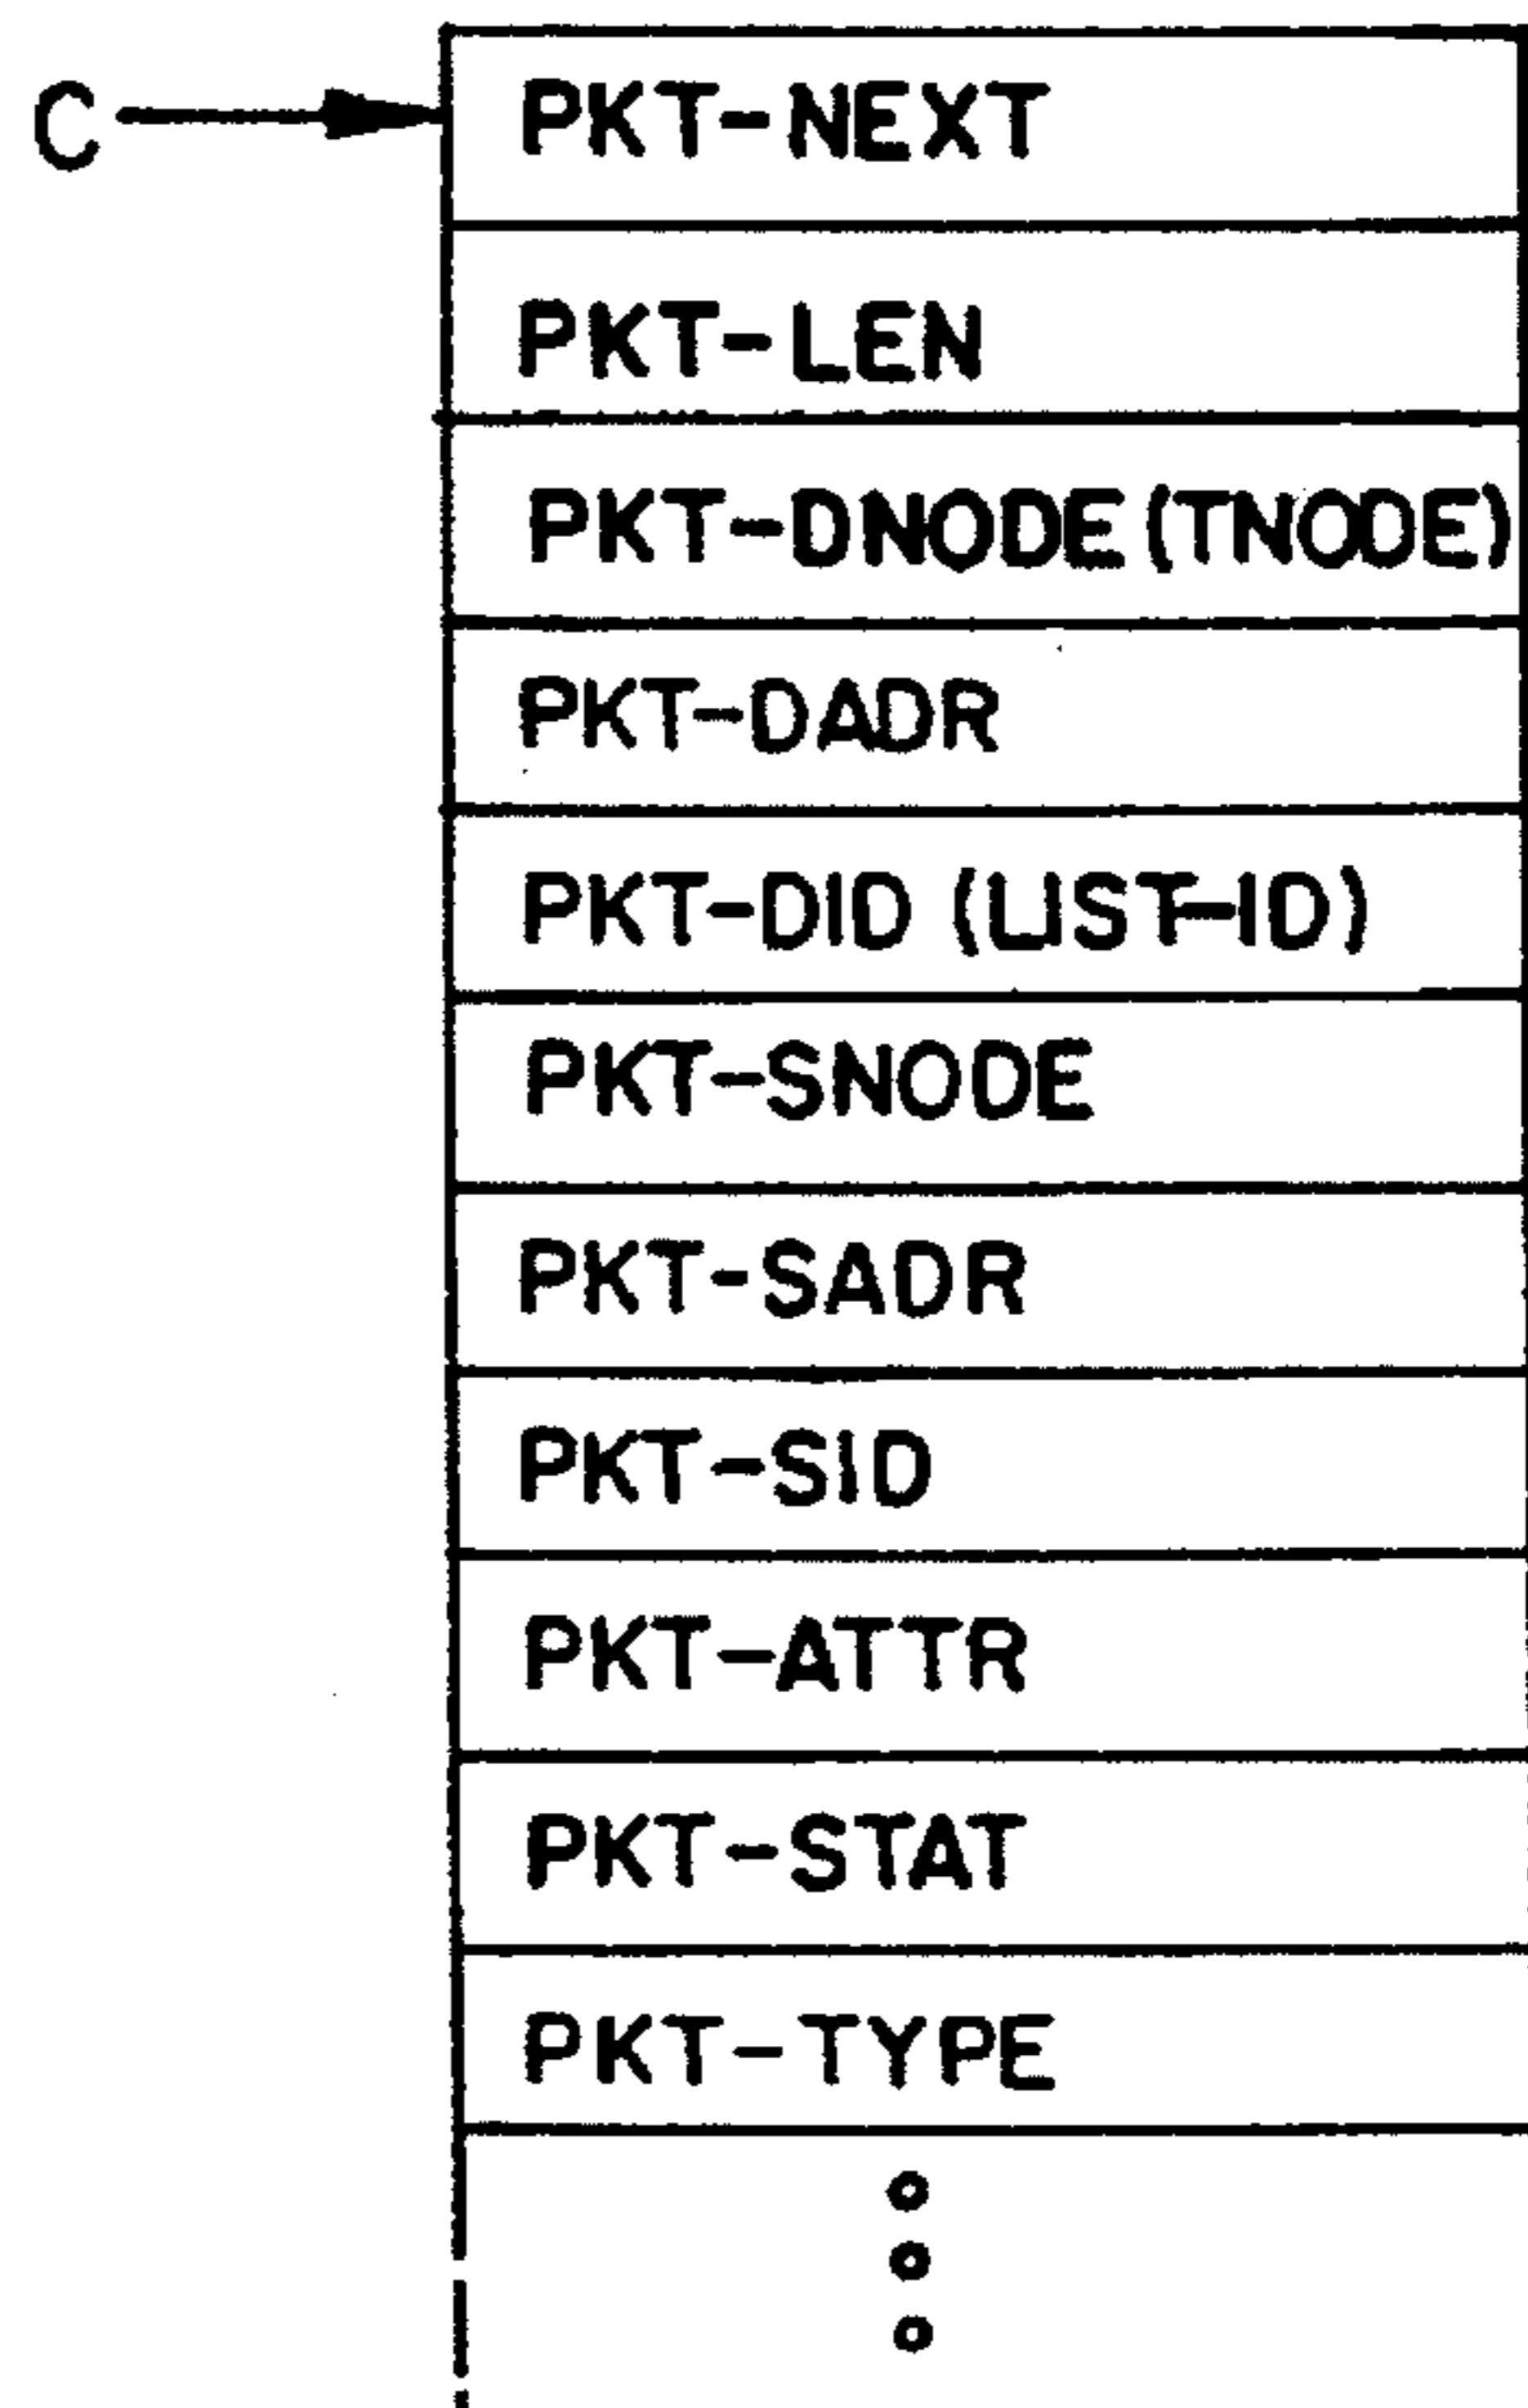 C
PKT-NEXT
PKT-LEN
PKT-DNODE(TNODE)
PKT-DADR
PKT-DID (LIST-ID)
PKT-SNODE
PKT-SADR
PKT-SID
PKT-ATTR
PKT-STAT
PKT-TYPE